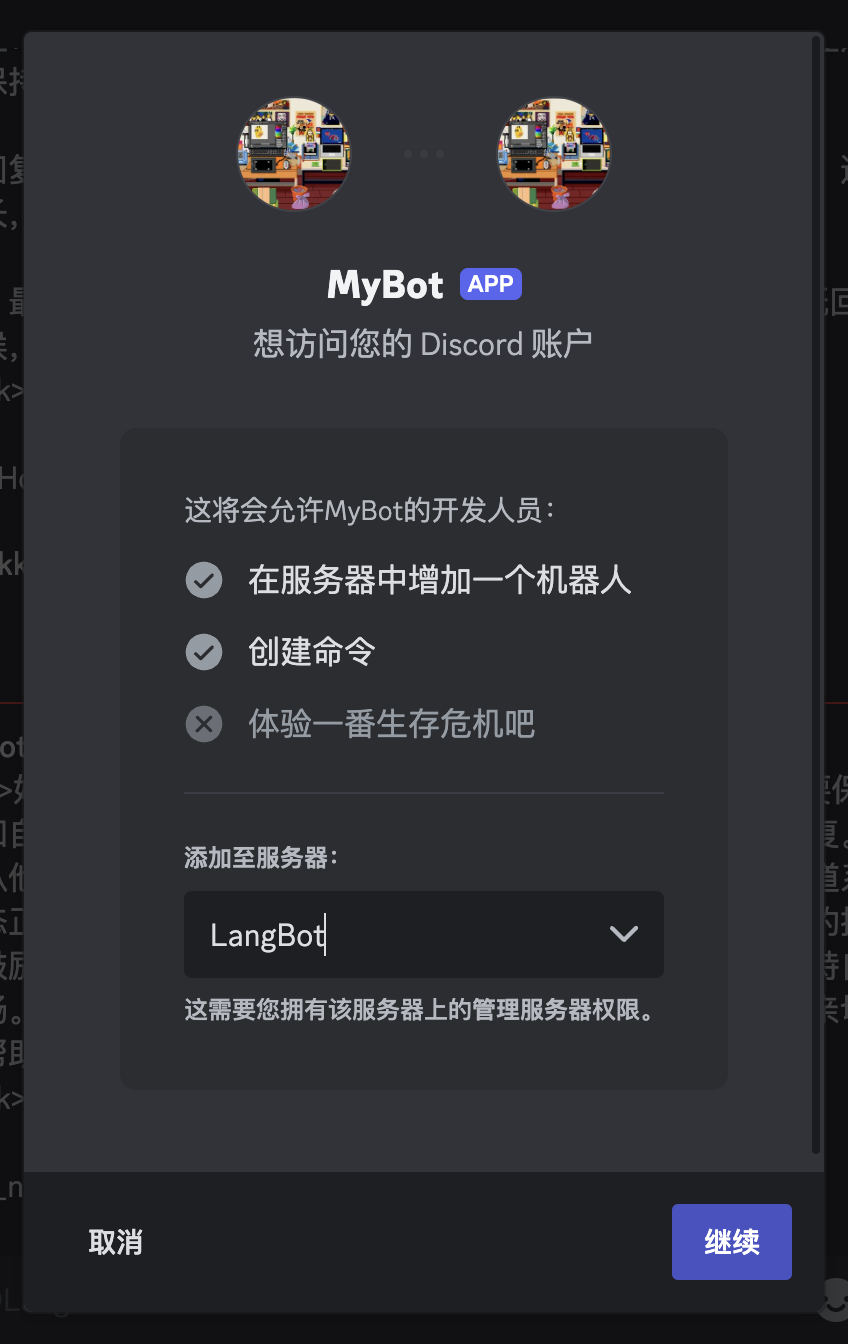 MyBot APP
想访问您的 Discord 账户
这将会允许MyBot的开发人员：
在服务器中增加一个机器人
创建命令
体验一番生存危机吧
添加至服务器：
LangBot
这需要您拥有该服务器上的管理服务器权限。
取消 继续